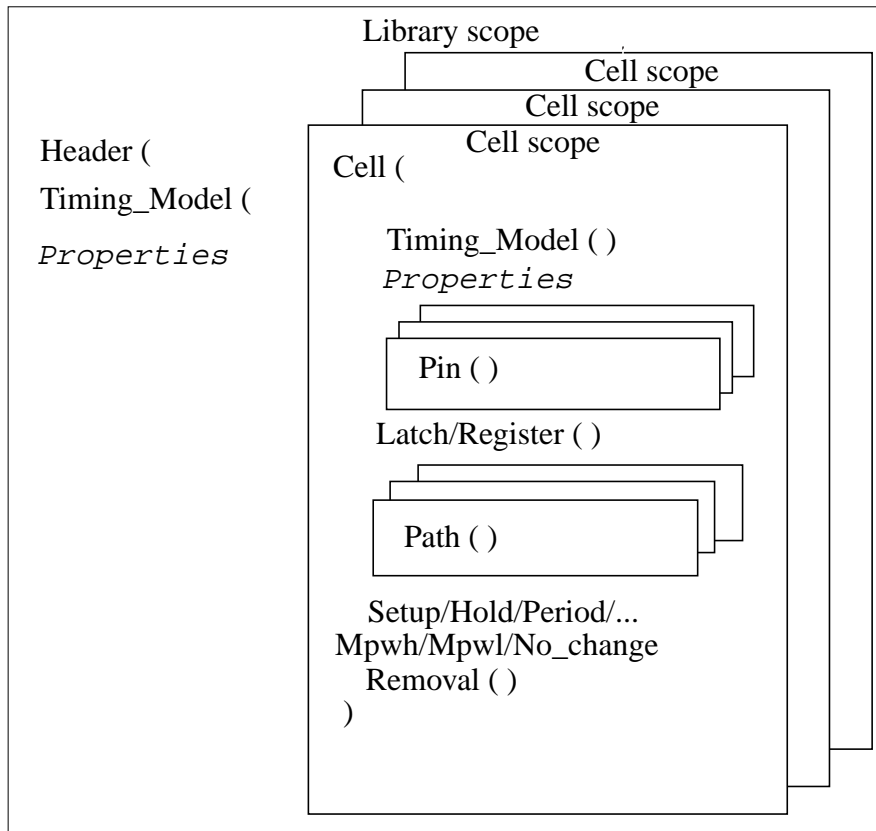 Library scope
Cell scope
Cell scope
Cell scope
Header (
Timing_Model (
Properties
Cell (
Timing_Model ( )
Properties
Pin ( )
Latch/Register ( )
Path ( )
Setup/Hold/Period/...
Mpwh/Mpwl/No_change
Removal ( )
)